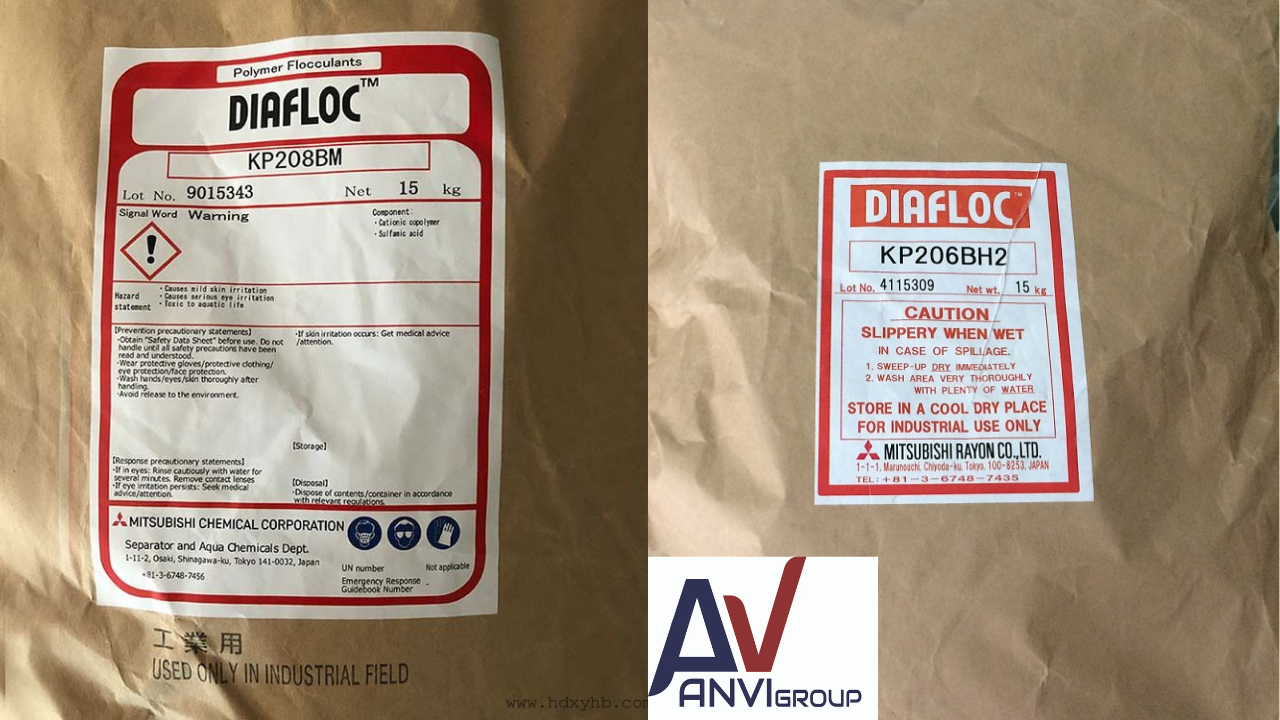 Polymer Flocculants
DIAFLOC™
KP208BM
Lot No. 9015343 Net 15 kg
Signal Word Warning
Component:
・Cationic copolymer
・Sulfamic acid
Hazard statement
・Causes mild skin irritation
・Causes serious eye irritation
・Toxic to aquatic life
[Prevention precautionary statements]
-Obtain "Safety Data Sheet" before use. Do not
handle until all safety precautions have been
read and understood.
-Wear protective gloves/protective clothing/
eye protection/face protection.
-Wash hands/eyes/skin thoroughly after
handling.
-Avoid release to the environment.
・If skin irritation occurs: Get medical advice
/attention.
[Response precautionary statements]
-If in eyes: Rinse cautiously with water for
several minutes. Remove contact lenses
-If eye irritation persists: Seek medical
advice/attention.
[Storage]
[Disposal]
-Dispose of contents/container in accordance
with relevant regulations.
MITSUBISHI CHEMICAL CORPORATION
Separator and Aqua Chemicals Dept.
1-11-2, Osaki, Shinagawa-ku, Tokyo 141-0032, Japan
+81-3-6748-7456
UN number Not applicable
Emergency Response
Guidebook Number -
工業用
USED ONLY IN INDUSTRIAL FIELD
DIAFLOC™
KP206BH2
Lot No. 4115309 Net wt. 15 kg
CAUTION
SLIPPERY WHEN WET
IN CASE OF SPILLAGE.
1. SWEEP-UP DRY IMMEDIATELY
2. WASH AREA VERY THOROUGHLY
WITH PLENTY OF WATER
STORE IN A COOL DRY PLACE
FOR INDUSTRIAL USE ONLY
MITSUBISHI RAYON CO.,LTD.
1-1-1, Marunouchi, Chiyoda-ku, Tokyo, 100-8253, JAPAN
TEL:+81-3-6748-7435
AV
ANVIGROUP